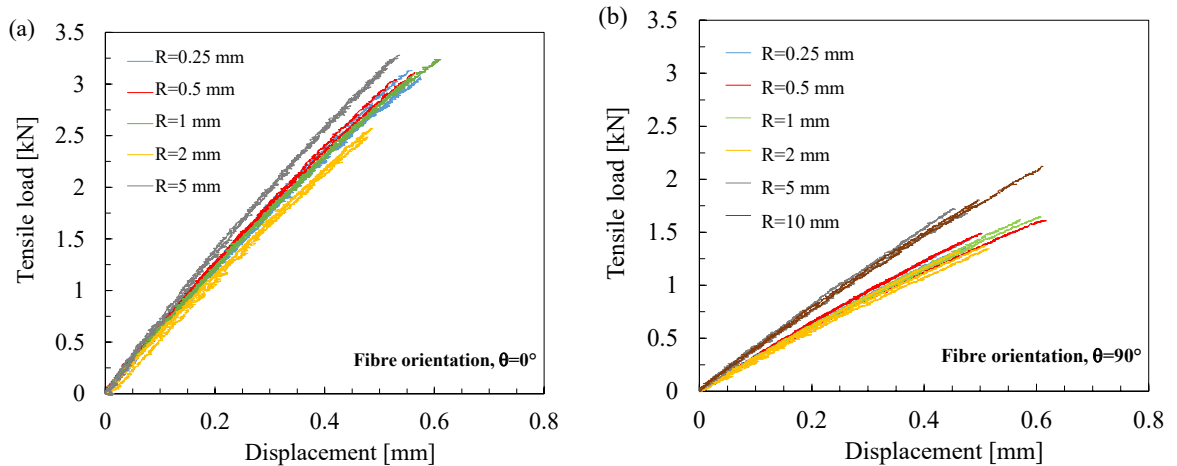 (a)
3.5
3
2.5
2
1.5
1
0.5
0
Tensile load [kN]
R=0.25 mm
R=0.5 mm
R=1 mm
R=2 mm
R=5 mm
Fibre orientation, θ=0°
0 0.2 0.4 0.6 0.8
Displacement [mm]
(b)
3.5
3
2.5
2
1.5
1
0.5
0
Tensile load [kN]
R=0.25 mm
R=0.5 mm
R=1 mm
R=2 mm
R=5 mm
R=10 mm
Fibre orientation, θ=90°
0 0.2 0.4 0.6 0.8
Displacement [mm]